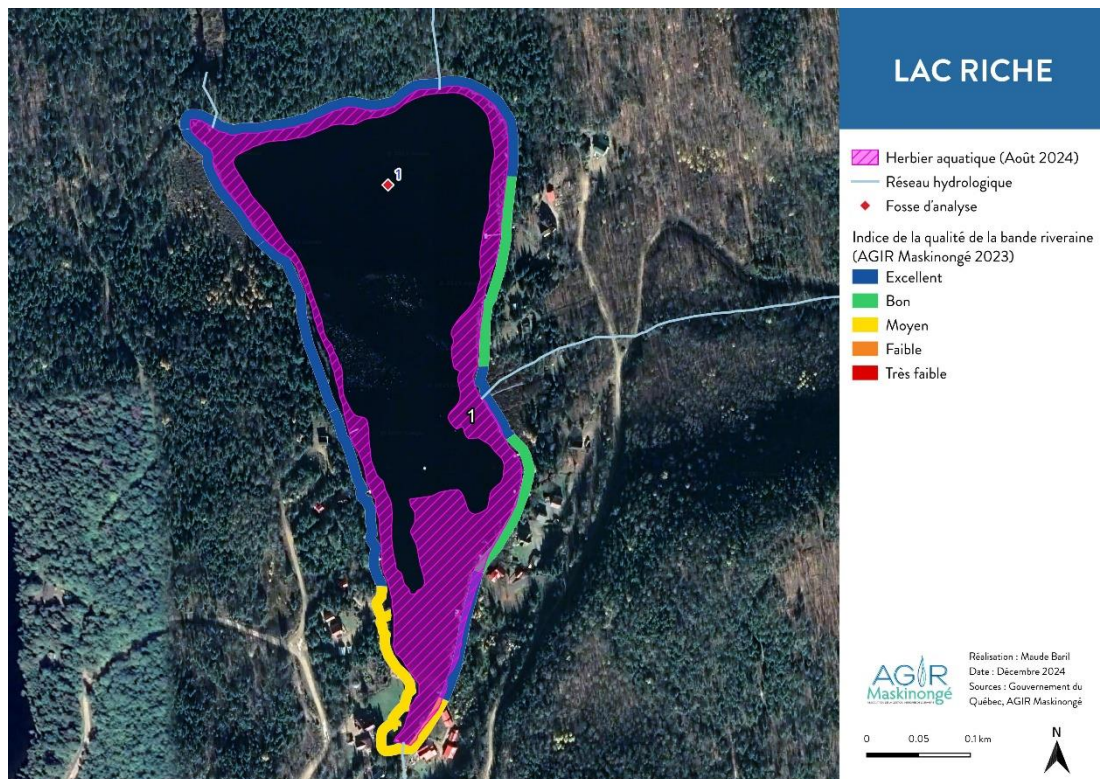 LAC RICHE
Herbier aquatique (Août 2024)
Réseau hydrologique
Fosse d'analyse
Indice de la qualité de la bande riveraine
(AGIR Maskinongé 2023)
Excellent
Bon
Moyen
Faible
Très faible
1
1
AGIR
Maskinongé
Réalisation : Maude Baril
Date : Décembre 2024
Sources : Gouvernement du
Québec, AGIR Maskinongé
0 0.05 0.1 km
N